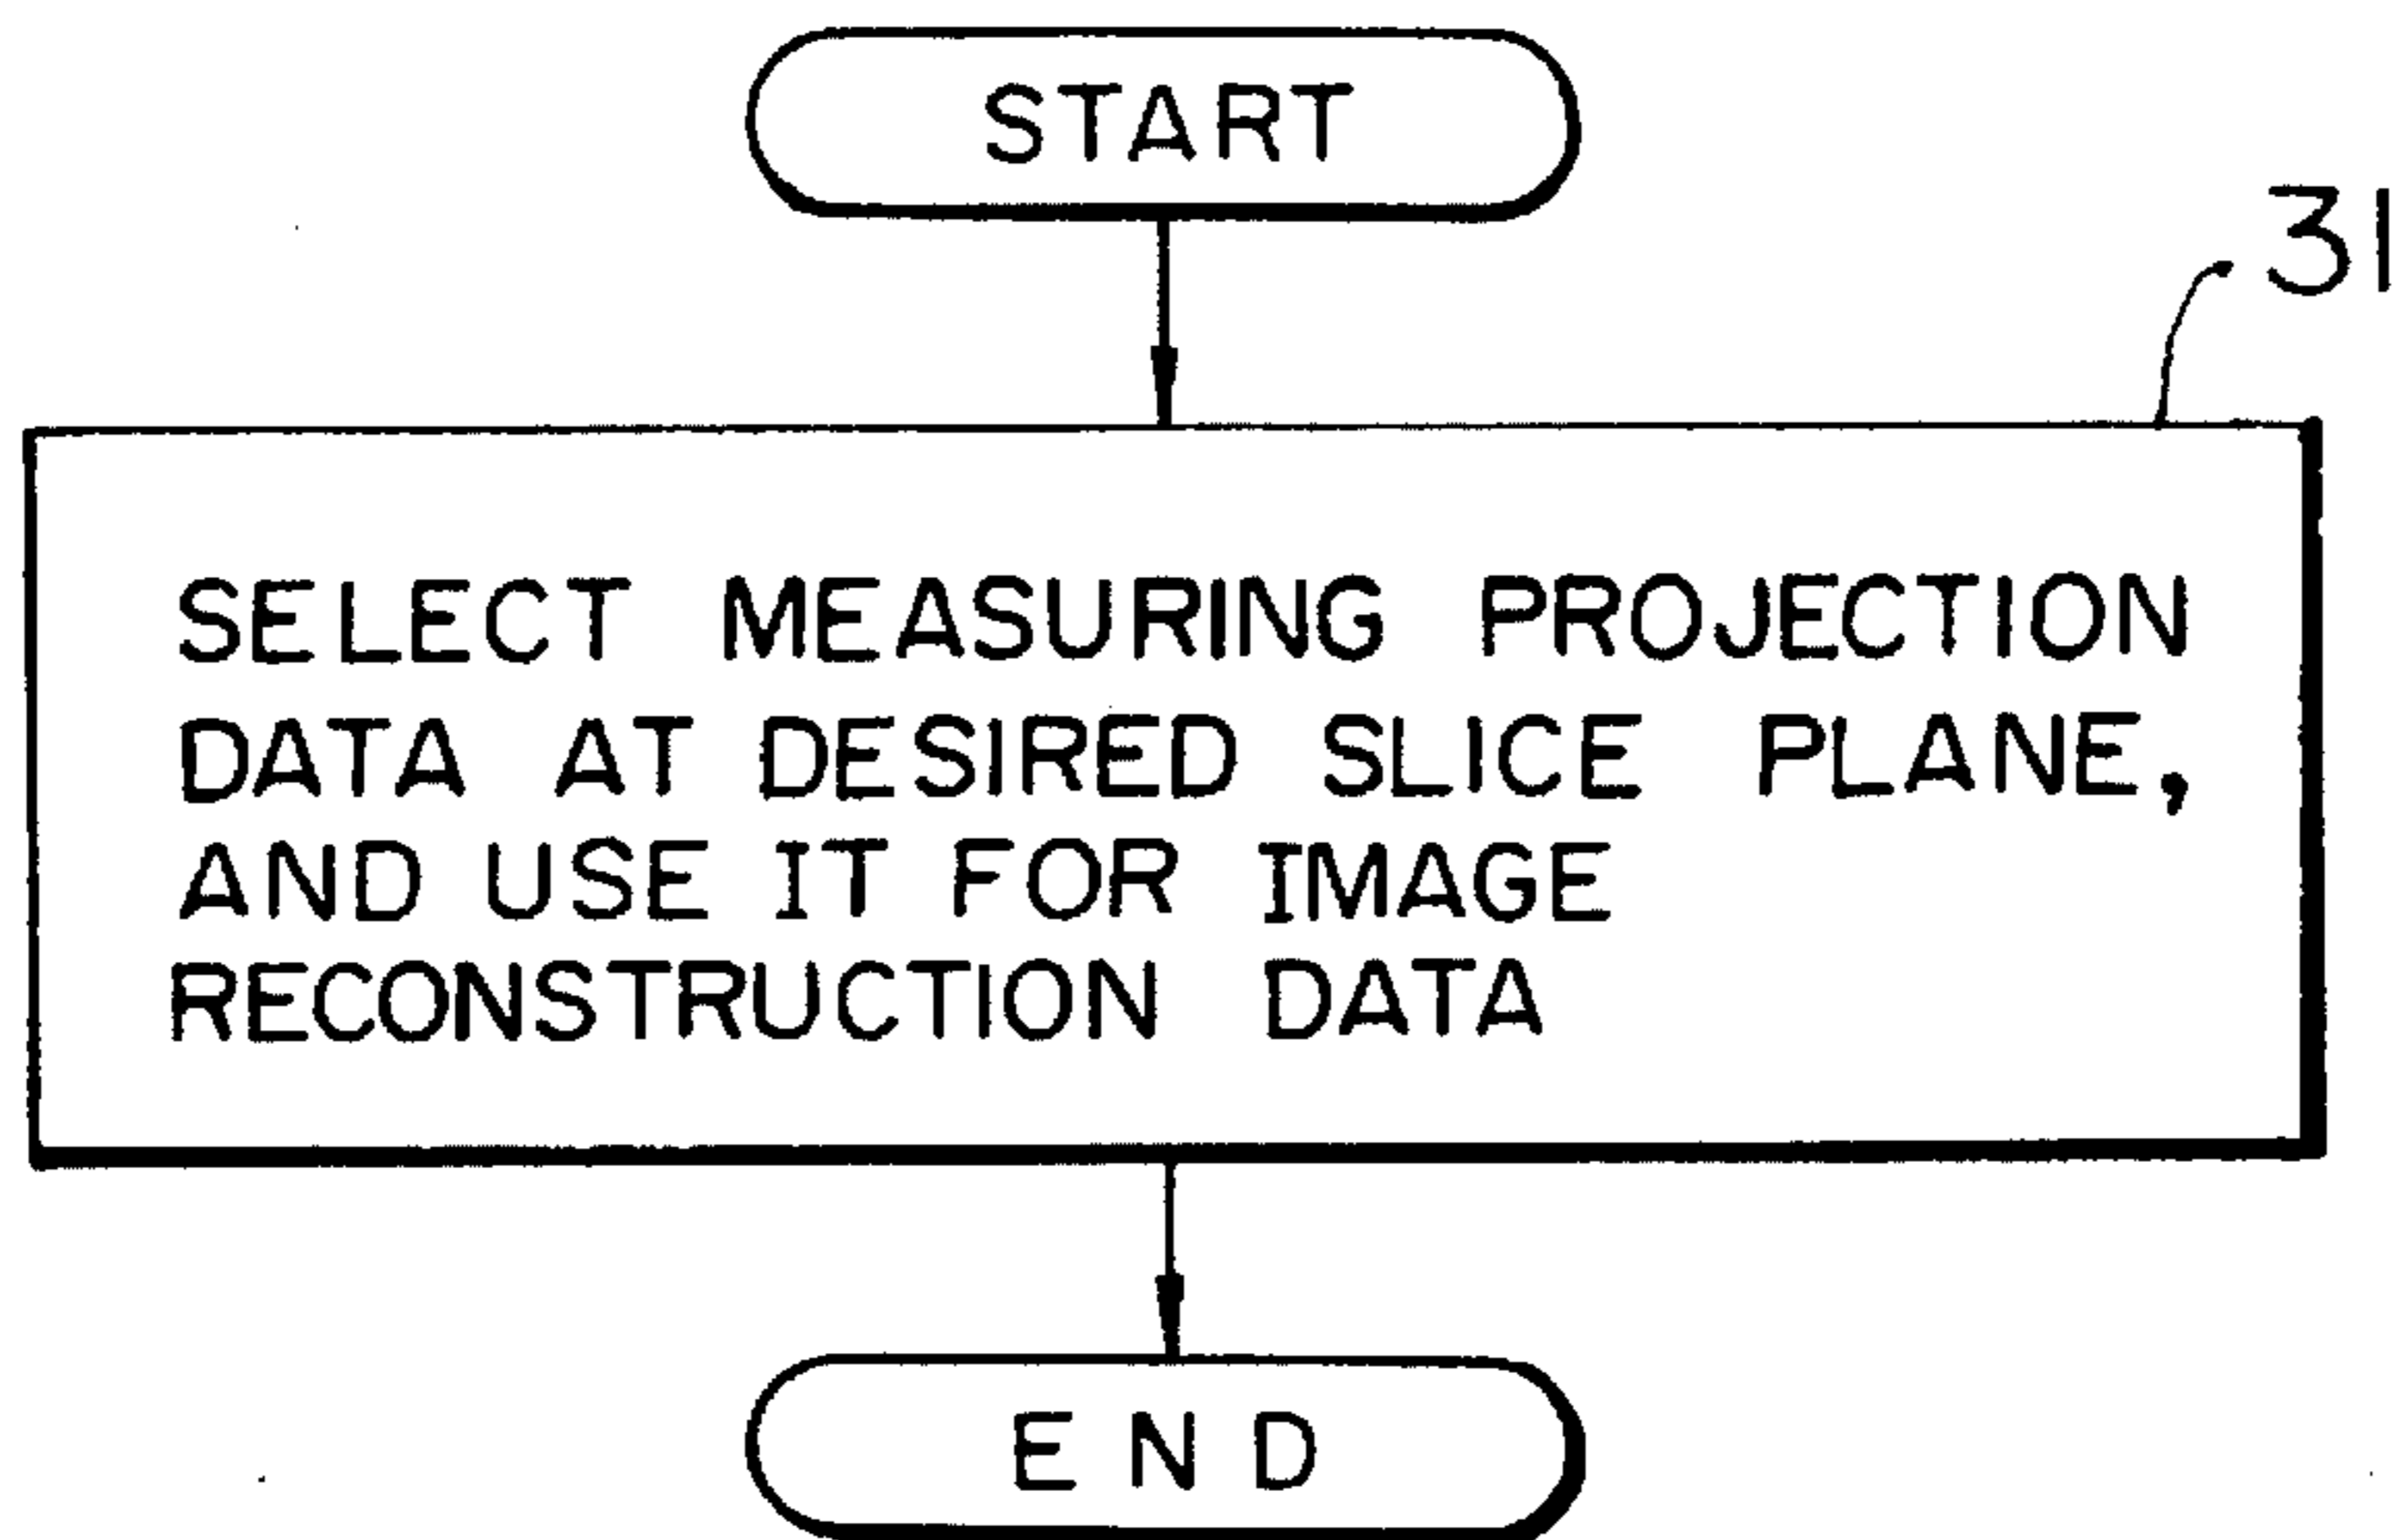 START
31
SELECT MEASURING PROJECTION
DATA AT DESIRED SLICE PLANE,
AND USE IT FOR IMAGE
RECONSTRUCTION DATA
END